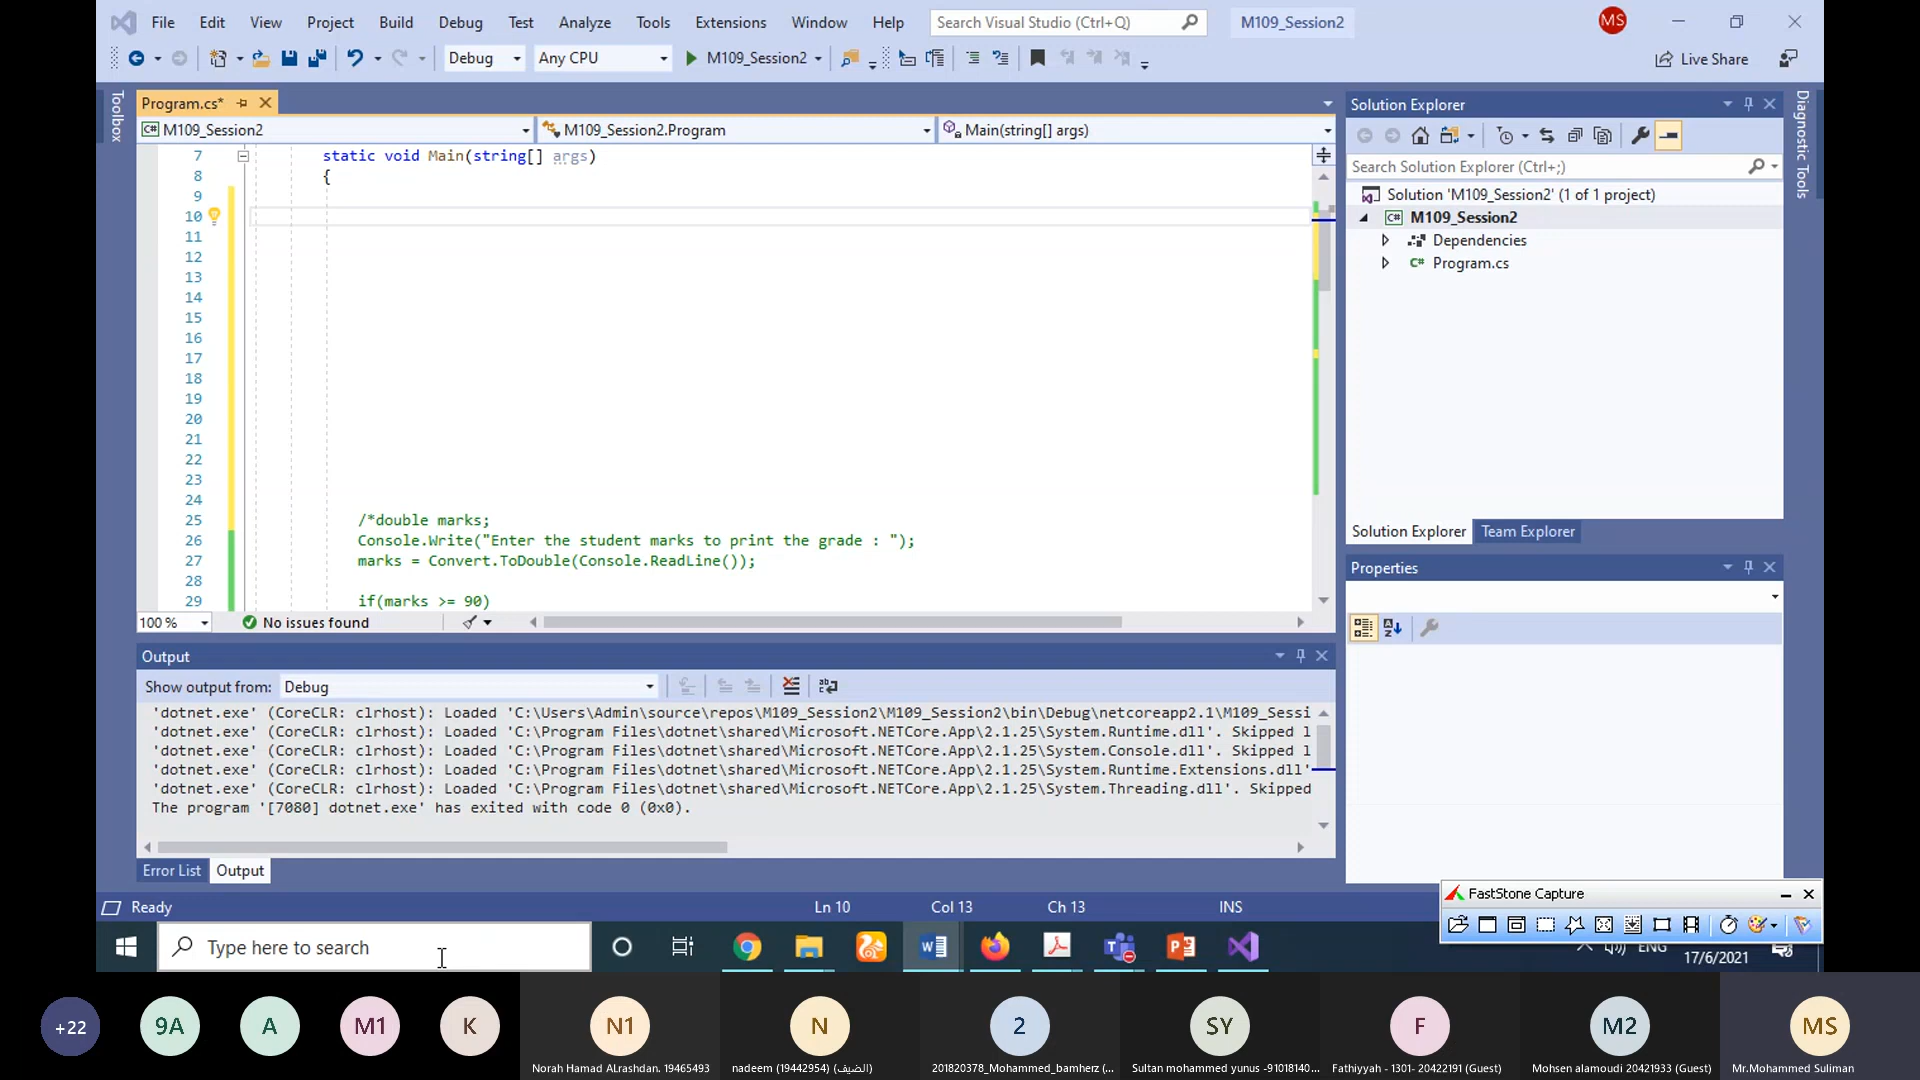 File Edit View Project Build Debug Test Analyze Tools Extensions Window Help Search Visual Studio (Ctrl+Q) M109_Session2 MS
Debug Any CPU M109_Session2 Live Share
Toolbox
Program.cs*
M109_Session2 M109_Session2.Program Main(string[] args)
7 static void Main(string[] args)
8 {
9
10
11
12
13
14
15
16
17
18
19
20
21
22
23
24
25 /*double marks;
26 Console.Write("Enter the student marks to print the grade : ");
27 marks = Convert.ToDouble(Console.ReadLine());
28
29 if(marks >= 90)
100 % No issues found
Output
Show output from: Debug
'dotnet.exe' (CoreCLR: clrhost): Loaded 'C:\Users\Admin\source\repos\M109_Session2\M109_Session2\bin\Debug\netcoreapp2.1\M109_Sessi
'dotnet.exe' (CoreCLR: clrhost): Loaded 'C:\Program Files\dotnet\shared\Microsoft.NETCore.App\2.1.25\System.Runtime.dll'. Skipped l
'dotnet.exe' (CoreCLR: clrhost): Loaded 'C:\Program Files\dotnet\shared\Microsoft.NETCore.App\2.1.25\System.Console.dll'. Skipped l
'dotnet.exe' (CoreCLR: clrhost): Loaded 'C:\Program Files\dotnet\shared\Microsoft.NETCore.App\2.1.25\System.Runtime.Extensions.dll'
'dotnet.exe' (CoreCLR: clrhost): Loaded 'C:\Program Files\dotnet\shared\Microsoft.NETCore.App\2.1.25\System.Threading.dll'. Skipped
The program '[7080] dotnet.exe' has exited with code 0 (0x0).
Error List Output
Solution Explorer
Search Solution Explorer (Ctrl+;)
Solution 'M109_Session2' (1 of 1 project)
M109_Session2
Dependencies
Program.cs
Solution Explorer Team Explorer
Properties
Diagnostic Tools
FastStone Capture
Ready Ln 10 Col 13 Ch 13 INS
Type here to search
ENG
17/6/2021
+22 9A A M1 K N1 N 2 SY F M2 MS
Norah Hamad ALrashdan. 19465493
nadeem (19442954) (الضيف)
201820378_Mohammed_bamherz (...
Sultan mohammed yunus -91018140...
Fathiyyah - 1301- 20422191 (Guest)
Mohsen alamoudi 20421933 (Guest)
Mr.Mohammed Suliman